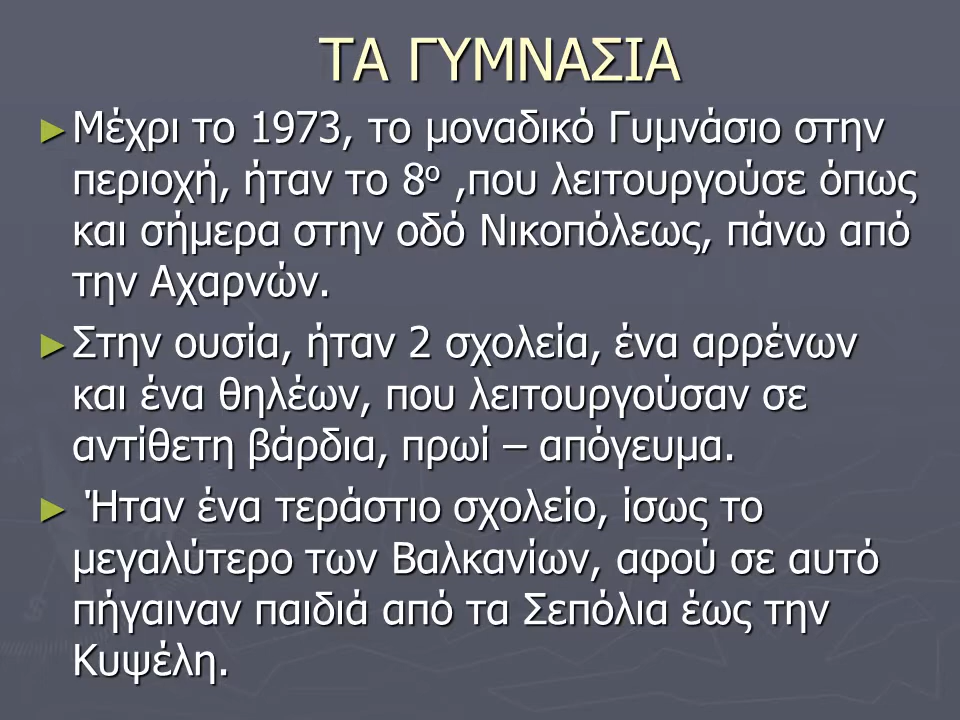 ΤΑ ΓΥΜΝΑΣΙΑ
► Μέχρι το 1973, το μοναδικό Γυμνάσιο στην
περιοχή, ήταν το 8ο ,που λειτουργούσε όπως
και σήμερα στην οδό Νικοπόλεως, πάνω από
την Αχαρνών.
► Στην ουσία, ήταν 2 σχολεία, ένα αρρένων
και ένα θηλέων, που λειτουργούσαν σε
αντίθετη βάρδια, πρωί – απόγευμα.
► Ήταν ένα τεράστιο σχολείο, ίσως το
μεγαλύτερο των Βαλκανίων, αφού σε αυτό
πήγαιναν παιδιά από τα Σεπόλια έως την
Κυψέλη.